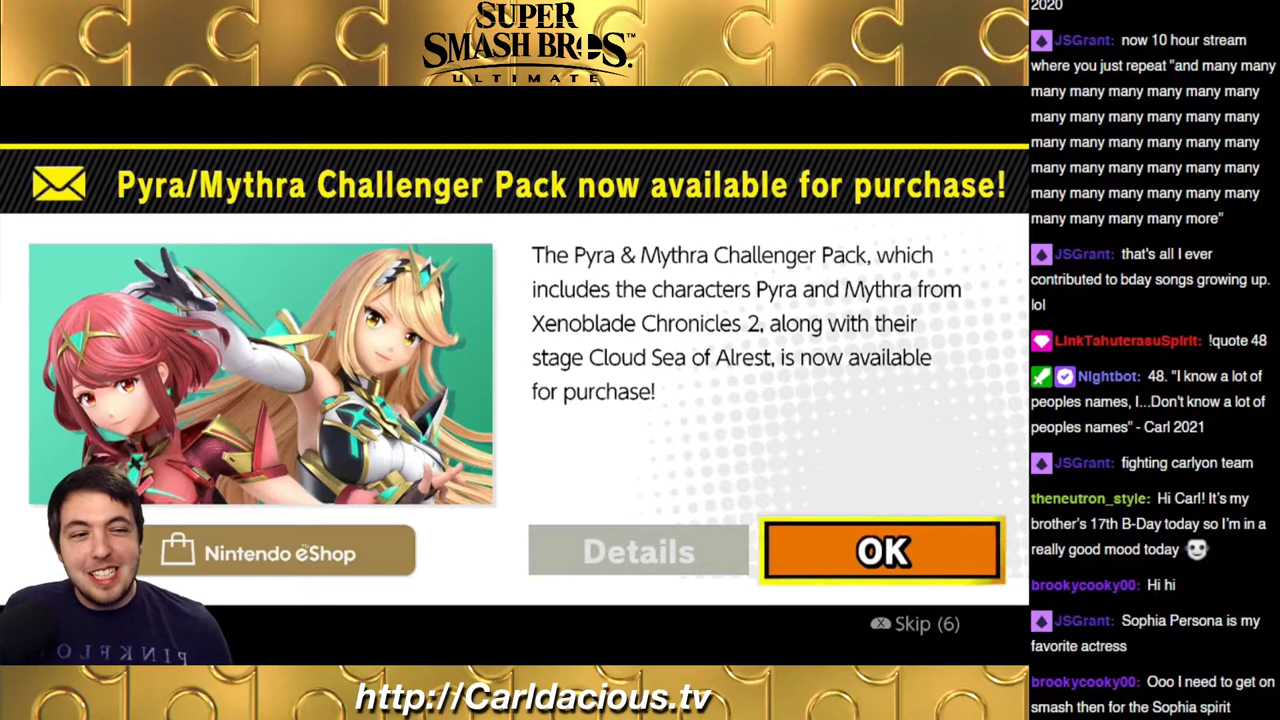 SUPER
SMASH BROS.™
ULTIMATE
Pyra/Mythra Challenger Pack now available for purchase!
The Pyra & Mythra Challenger Pack, which
includes the characters Pyra and Mythra from
Xenoblade Chronicles 2, along with their
stage Cloud Sea of Alrest, is now available
for purchase!
Nintendo eShop
Details
OK
X Skip (6)
PINK FLO
http://Carldacious.tv
2020
JSGrant: now 10 hour stream
where you just repeat "and many many
many many many many many many
many many many many many many
many many many many many many
many many many many many many
many many many many many many
many many many many more"
JSGrant: that's all I ever
contributed to bday songs growing up.
lol
LinkTahuterasuSpirit: !quote 48
Nightbot: 48. "I know a lot of
peoples names, I...Don't know a lot of
peoples names" - Carl 2021
JSGrant: fighting carlyon team
theneutron_style: Hi Carl! It's my
brother's 17th B-Day today so I'm in a
really good mood today
brookycooky00: Hi hi
JSGrant: Sophia Persona is my
favorite actress
brookycooky00: Ooo I need to get on
smash then for the Sophia spirit